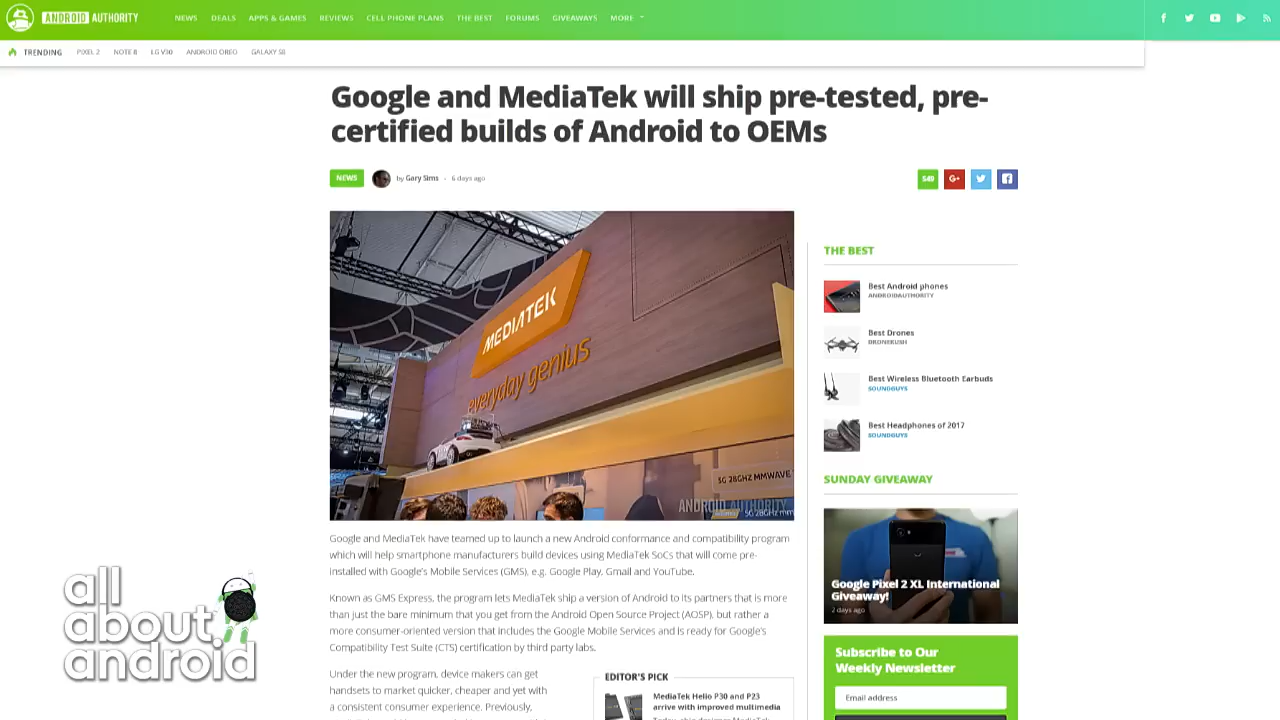 ANDROID AUTHORITY
NEWS DEALS APPS & GAMES REVIEWS CELL PHONE PLANS THE BEST FORUMS GIVEAWAYS MORE
TRENDING PIXEL 2 NOTE 8 LG V30 ANDROID OREO GALAXY S8
Google and MediaTek will ship pre-tested, pre-
certified builds of Android to OEMs
NEWS by Gary Sims - 6 days ago
549 G+
MEDIATEK
everyday genius
5G 28GHZ MMWAVE
ANDROID AUTHORITY
Google and MediaTek have teamed up to launch a new Android conformance and compatibility program
which will help smartphone manufacturers build devices using MediaTek SoCs that will come pre-
installed with Google's Mobile Services (GMS), e.g. Google Play, Gmail and YouTube.
Known as GMS Express, the program lets MediaTek ship a version of Android to its partners that is more
than just the bare minimum that you get from the Android Open Source Project (AOSP), but rather a
more consumer-oriented version that includes the Google Mobile Services and is ready for Google's
Compatibility Test Suite (CTS) certification by third party labs.
Under the new program, device makers can get
handsets to market quicker, cheaper and yet with
a consistent consumer experience. Previously,
EDITOR'S PICK
MediaTek Helio P30 and P23
arrive with improved multimedia
THE BEST
Best Android phones
ANDROIDAUTHORITY
Best Drones
DRONERUSH
Best Wireless Bluetooth Earbuds
SOUNDGUYS
Best Headphones of 2017
SOUNDGUYS
SUNDAY GIVEAWAY
Google Pixel 2 XL International
Giveaway!
2 days ago
Subscribe to Our
Weekly Newsletter
Email address
all
about
android